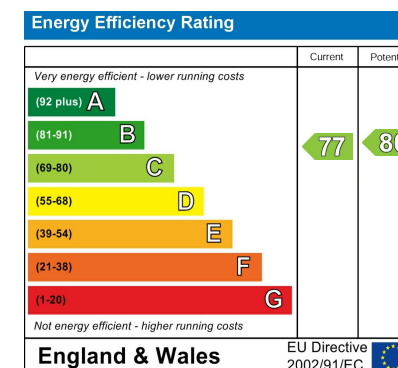 Energy Efficiency Rating
Current
Very energy efficient - lower running costs
(92 plus) A
(81-91) B
77
(69-80) C
(55-68) D
(39-54) E
(21-38) F
(1-20) G
Not energy efficient - higher running costs
England & Wales
EU Directive
2002/91/EC